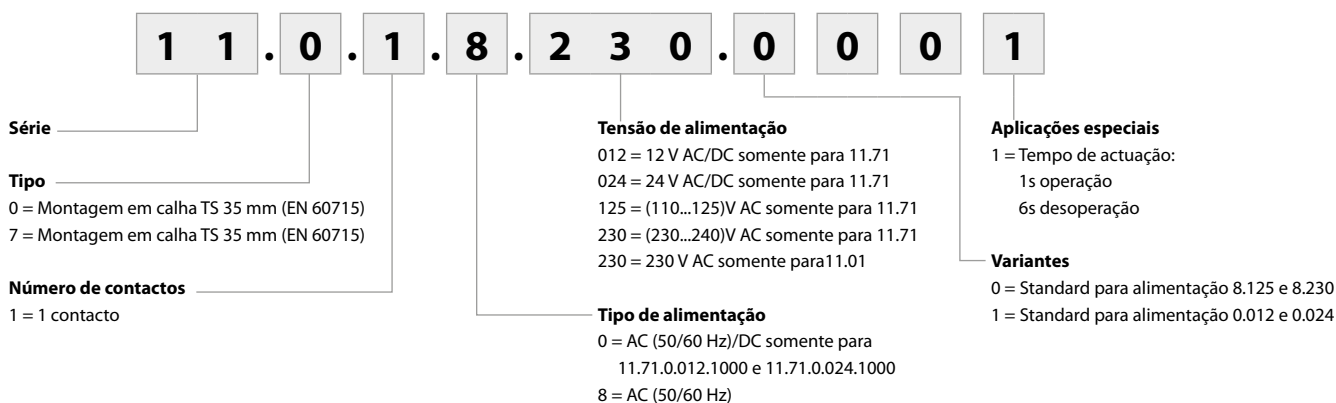 1 1 . 0 . 1 . 8 . 2 3 0 . 0 0 0 1
Série
Tipo
0 = Montagem em calha TS 35 mm (EN 60715)
7 = Montagem em calha TS 35 mm (EN 60715)
Número de contactos
1 = 1 contacto
Tensão de alimentação
012 = 12 V AC/DC somente para 11.71
024 = 24 V AC/DC somente para 11.71
125 = (110...125)V AC somente para 11.71
230 = (230...240)V AC somente para 11.71
230 = 230 V AC somente para11.01
Tipo de alimentação
0 = AC (50/60 Hz)/DC somente para
11.71.0.012.1000 e 11.71.0.024.1000
8 = AC (50/60 Hz)
Aplicações especiais
1 = Tempo de actuação:
1s operação
6s desoperação
Variantes
0 = Standard para alimentação 8.125 e 8.230
1 = Standard para alimentação 0.012 e 0.024